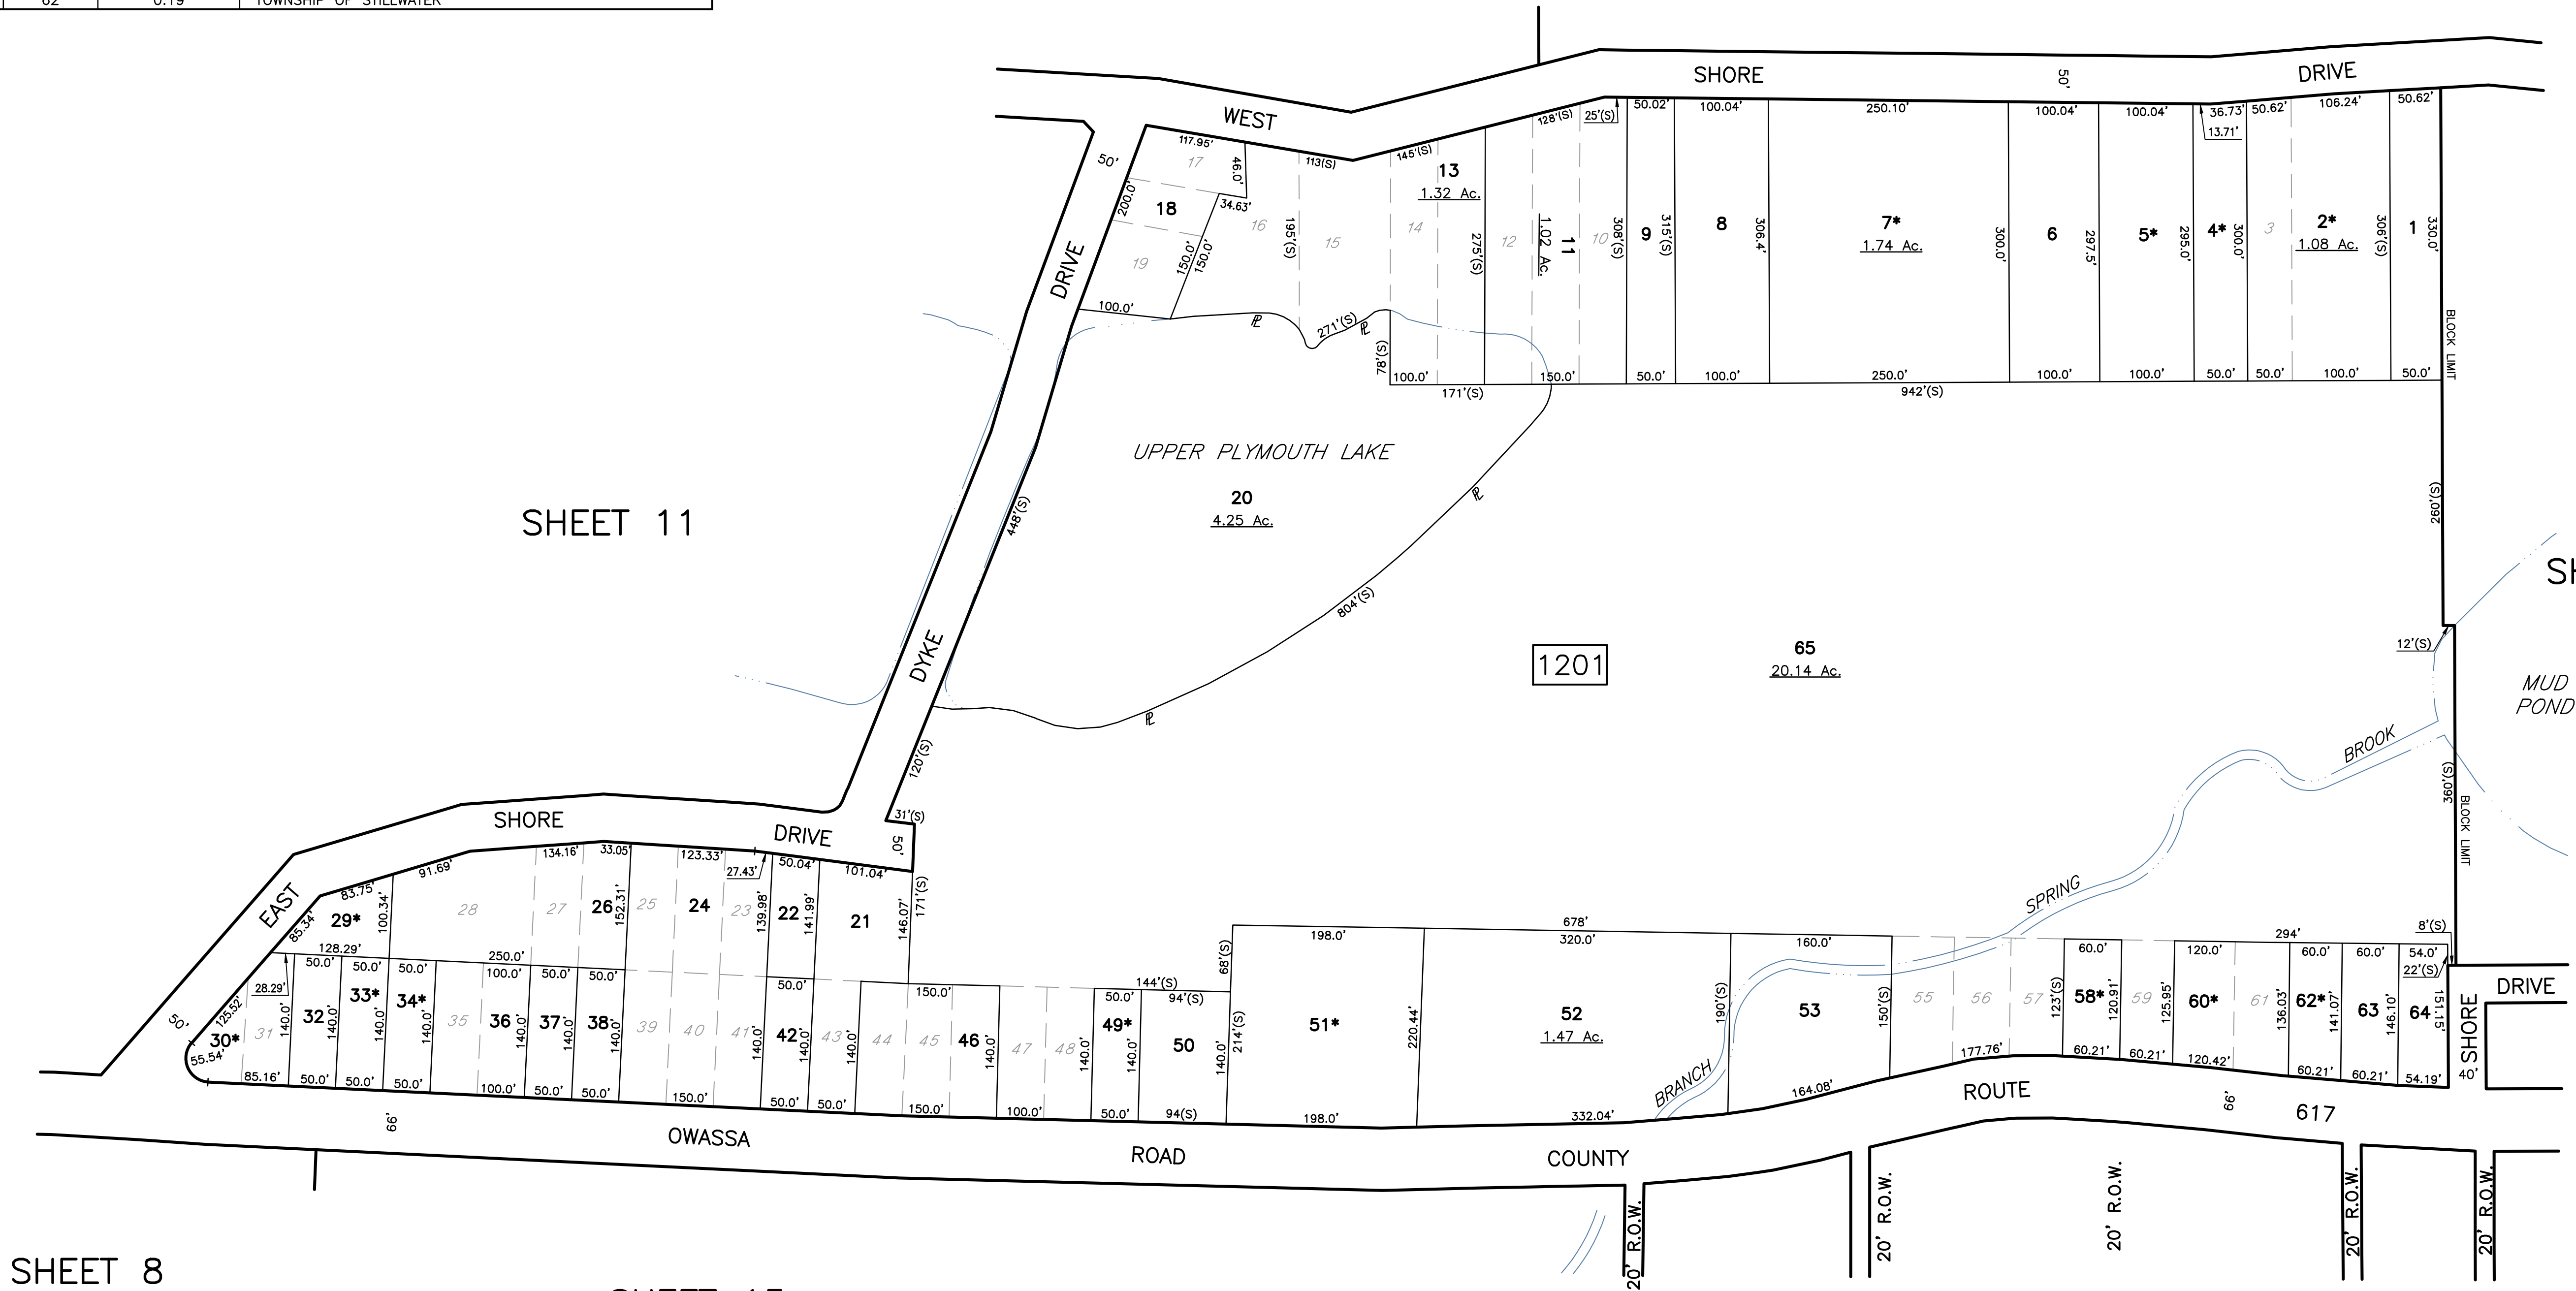 62 0.19 TOWNSHIP OF STILLWATER
WEST SHORE DRIVE
50'
50.02' 100.04' 250.10' 100.04' 100.04' 36.73' 50.62' 106.24' 50.62'
13.71'
128'(S) 25'(S)
117.95' 113(S) 145'(S)
50'
17
46.0'
200.0'
18
34.63'
19
150.0'
150.0'
100.0'
16
195'(S)
15
14
13
1.32 Ac.
275'(S)
12
1.02 Ac.
11
10
308'(S)
9
315'(S)
8
306.4'
7*
1.74 Ac.
300.0'
6
297.5'
5*
295.0'
4*
300.0'
3
2*
1.08 Ac.
306'(S)
1
330.0'
BLOCK LIMIT
271'(S)
78'(S)
100.0' 150.0' 50.0' 100.0' 250.0' 100.0' 100.0' 50.0' 50.0' 100.0' 50.0'
171'(S) 942'(S)
DRIVE
UPPER PLYMOUTH LAKE
20
4.25 Ac.
SHEET 11
448'(S)
804'(S)
260'(S)
SH
DYKE
1201
65
20.14 Ac.
12'(S)
MUD
POND
120'(S)
BROOK
390'(S)
BLOCK LIMIT
31'(S)
SHORE DRIVE
50'
SPRING
EAST
83.75' 91.69' 134.16' 33.05' 123.33' 27.43' 50.04' 101.04'
85.34'
29*
100.34'
28
27
26
152.31'
25
24
23
139.98'
22
141.99'
21
146.07'
171'(S)
128.29' 250.0'
28.29'
50.0' 50.0' 50.0' 100.0' 50.0' 50.0' 50.0' 150.0' 144'(S)
50.0' 94'(S)
68'(S)
678'
198.0' 320.0' 160.0'
294'
60.0' 120.0' 60.0' 60.0' 54.0'
8'(S)
22'(S)
125.52'
50'
30*
55.54'
31
140.0'
32
140.0'
33*
140.0'
34*
140.0'
35
36
140.0'
37
140.0'
38
140.0'
39
40
41
140.0'
42
140.0'
43
140.0'
44
45
46
140.0'
47
48
140.0'
49*
140.0'
50
140.0'
214'(S)
51*
220.44'
52
1.47 Ac.
190'(S)
53
150'(S)
55
56
57
123'(S)
58*
120.91'
59
125.95'
60*
61
136.03'
62*
141.07'
63
146.10'
64
151.15'
SHORE
DRIVE
40'
85.16' 50.0' 50.0' 50.0' 100.0' 50.0' 50.0' 150.0' 50.0' 50.0' 150.0' 100.0' 50.0' 94(S) 198.0' 332.04' 164.08' 177.76' 60.21' 60.21' 120.42' 60.21' 60.21' 54.19'
BRANCH
66'
OWASSA ROAD COUNTY ROUTE 617
66'
20' R.O.W.
20' R.O.W.
20' R.O.W.
20' R.O.W.
20' R.O.W.
SHEET 8